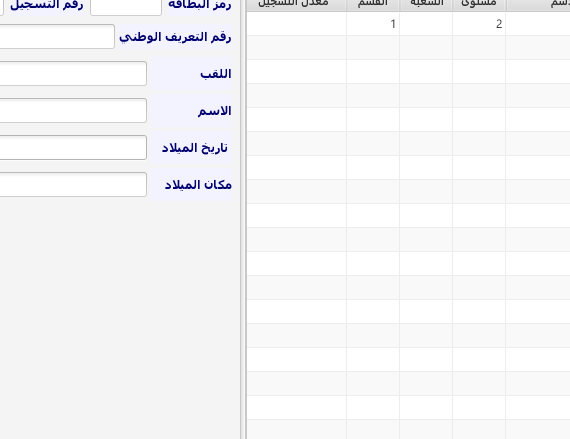 مستوى الشعبة القسم معدل التسجيل
2 1
رمز البطاقة رقم التسجيل
رقم التعريف الوطني
اللقب
الاسم
تاريخ الميلاد
مكان الميلاد